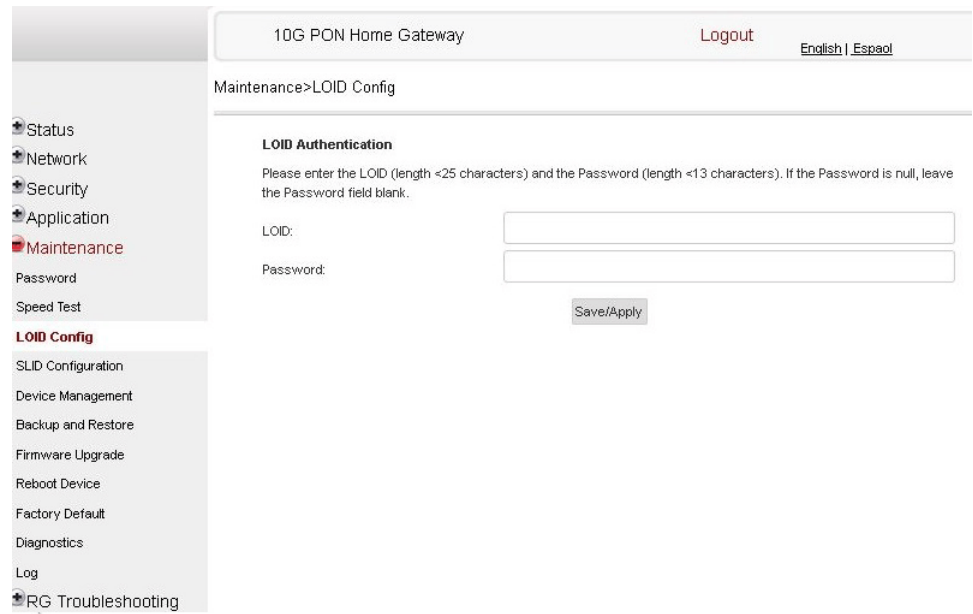 10G PON Home Gateway
Logout
English | Espaol
Maintenance>LOID Config
Status
Network
Security
Application
Maintenance
Password
Speed Test
LOID Config
SLID Configuration
Device Management
Backup and Restore
Firmware Upgrade
Reboot Device
Factory Default
Diagnostics
Log
RG Troubleshooting
LOID Authentication
Please enter the LOID (length <25 characters) and the Password (length <13 characters). If the Password is null, leave
the Password field blank.
LOID:
Password:
Save/Apply